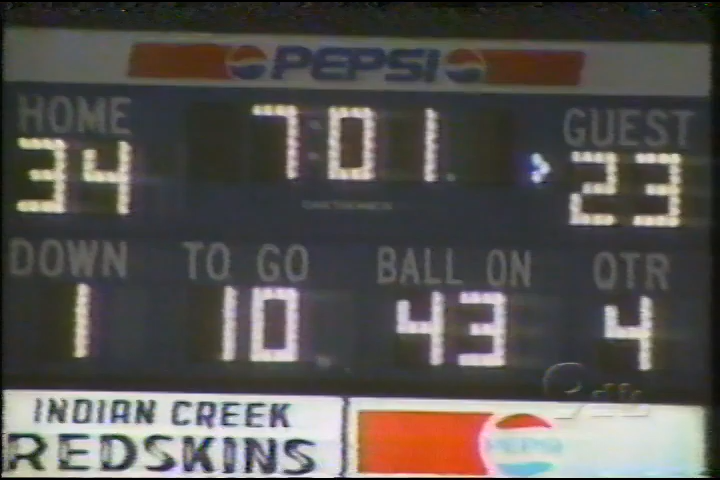 PEPSI
HOME 7:01 GUEST
34 23
DOWN TO GO BALL ON QTR
1 10 43 4
INDIAN CREEK
REDSKINS
PEPSI